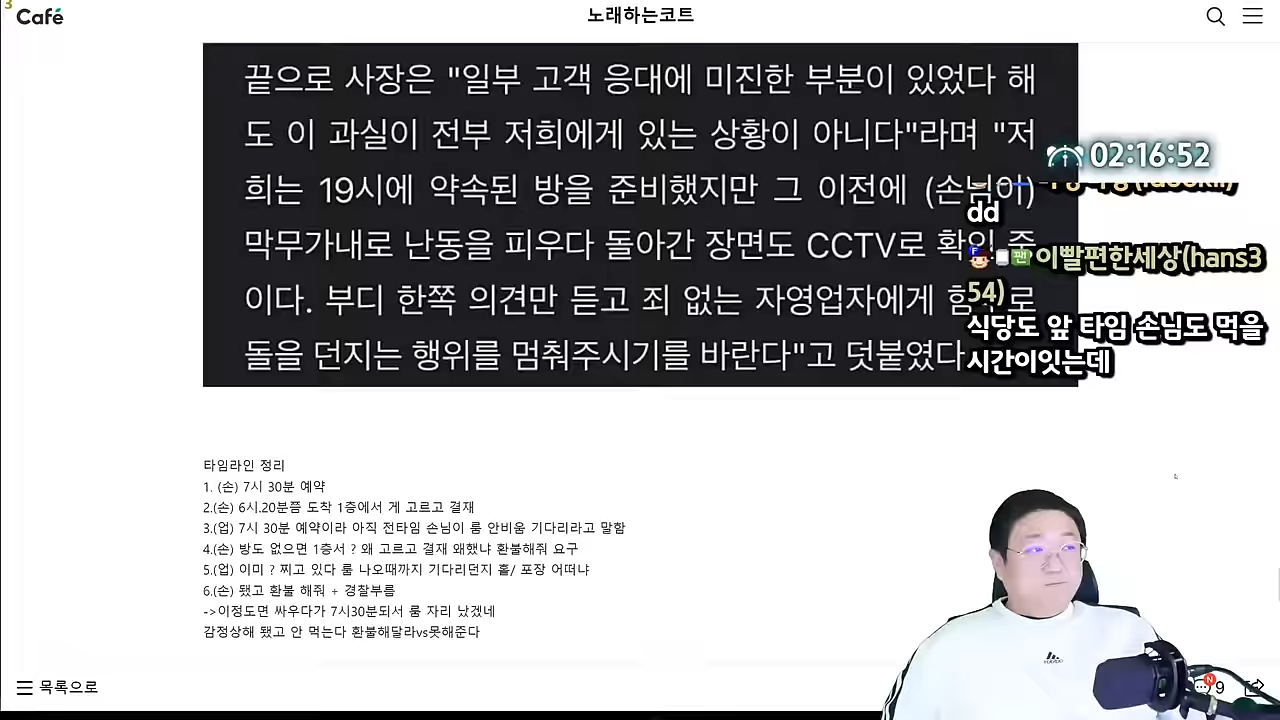 3
Café
노래하는코트
끝으로 사장은 "일부 고객 응대에 미진한 부분이 있었다 해
도 이 과실이 전부 저희에게 있는 상황이 아니다"라며 "저
희는 19시에 약속된 방을 준비했지만 그 이전에 (손님이)
막무가내로 난동을 피우다 돌아간 장면도 CCTV로 확인
이다. 부디 한쪽 의견만 듣고 죄 없는 자영업자에게 함부로
돌을 던지는 행위를 멈춰주시기를 바란다"고 덧붙였다
02:16:52
dd
팬 이빨편한세상(hans3
54)
식당도 앞 타임 손님도 먹을
시간이잇는데
타임라인 정리
1. (손) 7시 30분 예약
2.(손) 6시.20분쯤 도착 1층에서 게 고르고 결재
3.(업) 7시 30분 예약이라 아직 전타임 손님이 룸 안비움 기다리라고 말함
4.(손) 방도 없으면 1층서 ? 왜 고르고 결재 왜했냐 환불해줘 요구
5.(업) 이미 ? 찌고 있다 룸 나오때까지 기다리던지 홀/ 포장 어떠냐
6.(손) 됐고 환불 해줘 + 경찰부름
->이정도면 싸우다가 7시30분되서 룸 자리 났겠네
감정상해 됐고 안 먹는다 환불해달라vs못해준다
목록으로
N
9